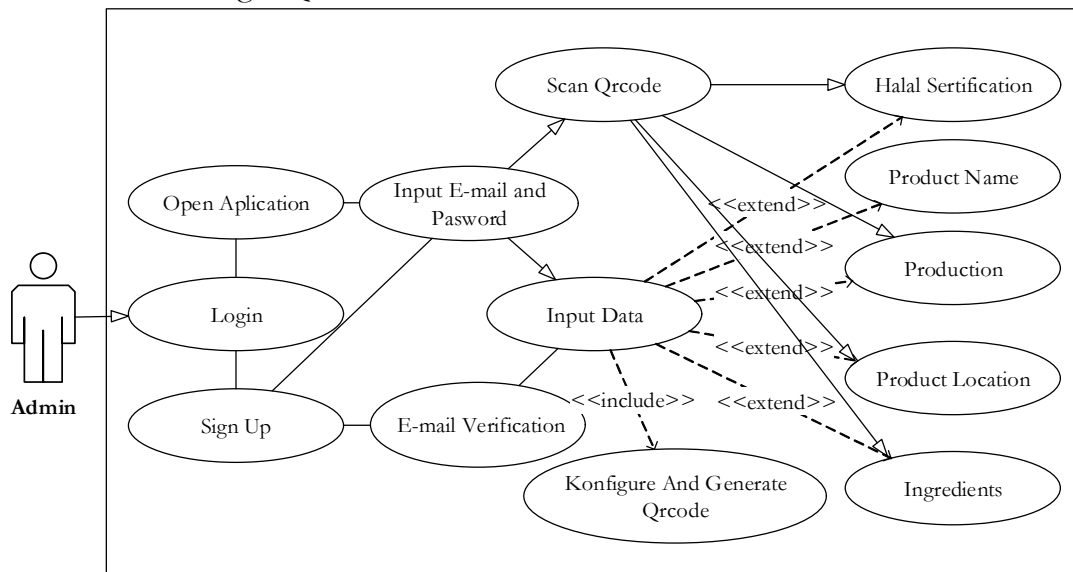 Scan Qrcode
Halal Sertification
Open Aplication
Input E-mail and
Pasword
Product Name
<<extend>>
<<extend>>
Production
<<extend>>
Login
Input Data
<<extend>>
Product Location
Admin
Sign Up
E-mail Verification
<<include>>
<<extend>>
Konfigure And Generate
Qrcode
Ingredients